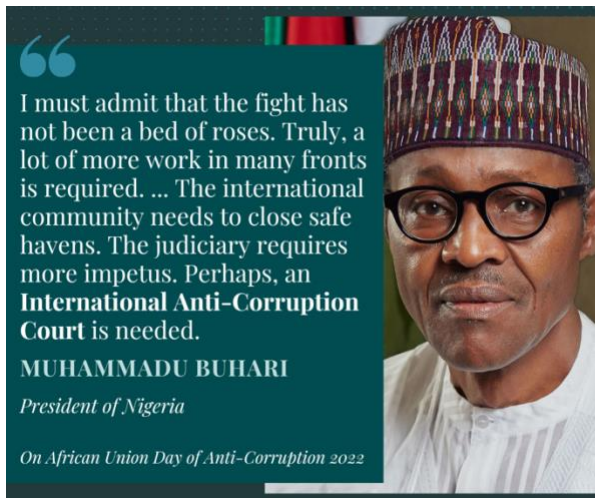 “
I must admit that the fight has
not been a bed of roses. Truly, a
lot of more work in many fronts
is required. ... The international
community needs to close safe
havens. The judiciary requires
more impetus. Perhaps, an
International Anti-Corruption
Court is needed.
MUHAMMADU BUHARI
President of Nigeria
On African Union Day of Anti-Corruption 2022